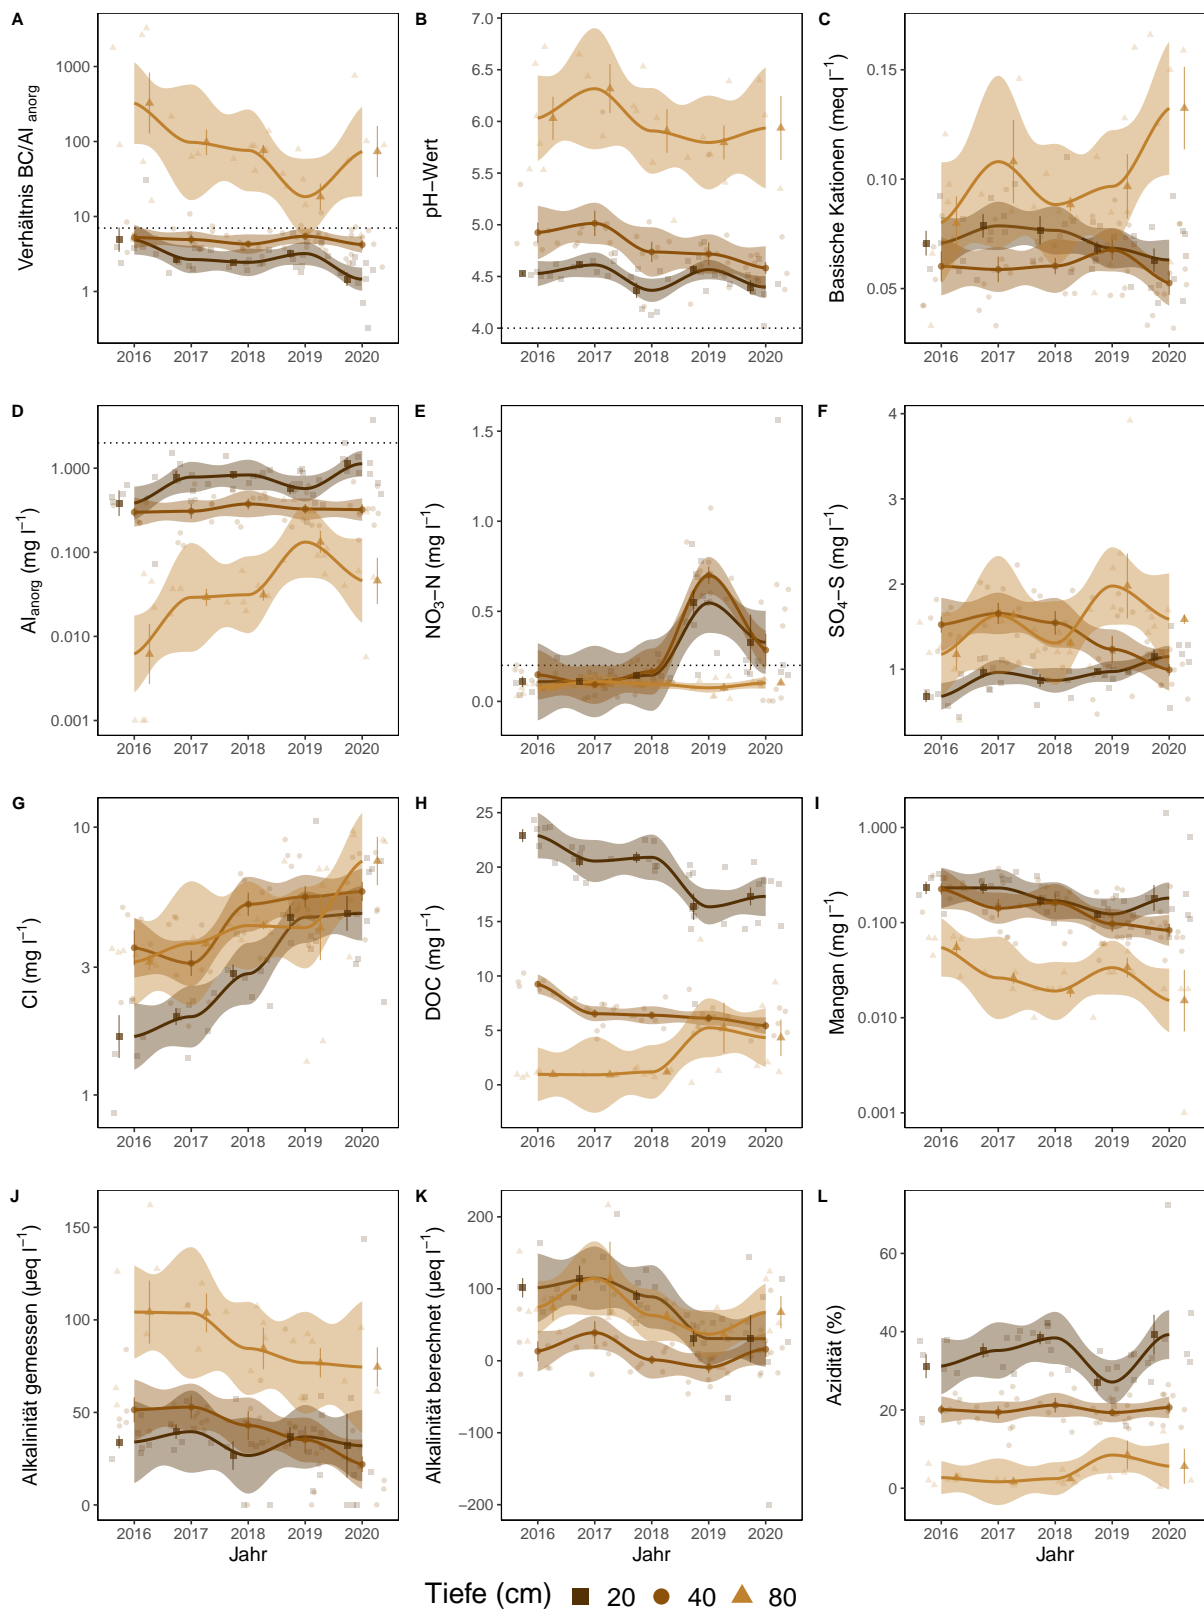 A
B
C
Verhältnis BC/Al anorg
1000
100
10
1
2016 2017 2018 2019 2020
pH−Wert
7.0
6.5
6.0
5.5
5.0
4.5
4.0
2016 2017 2018 2019 2020
Basische Kationen (meq l−1)
0.15
0.10
0.05
2016 2017 2018 2019 2020
D
E
F
Al anorg (mg l−1)
1.000
0.100
0.010
0.001
2016 2017 2018 2019 2020
NO3−N (mg l−1)
1.5
1.0
0.5
0.0
2016 2017 2018 2019 2020
SO4−S (mg l−1)
4
3
2
1
2016 2017 2018 2019 2020
G
H
I
Cl (mg l−1)
10
3
1
2016 2017 2018 2019 2020
DOC (mg l−1)
25
20
15
10
5
0
2016 2017 2018 2019 2020
Mangan (mg l−1)
1.000
0.100
0.010
0.001
2016 2017 2018 2019 2020
J
K
L
Alkalinität gemessen (µeq l−1)
150
100
50
0
2016 2017 2018 2019 2020
Jahr
Alkalinität berechnet (µeq l−1)
200
100
0
−100
−200
2016 2017 2018 2019 2020
Jahr
Azidität (%)
60
40
20
0
2016 2017 2018 2019 2020
Jahr
Tiefe (cm) 20 40 80